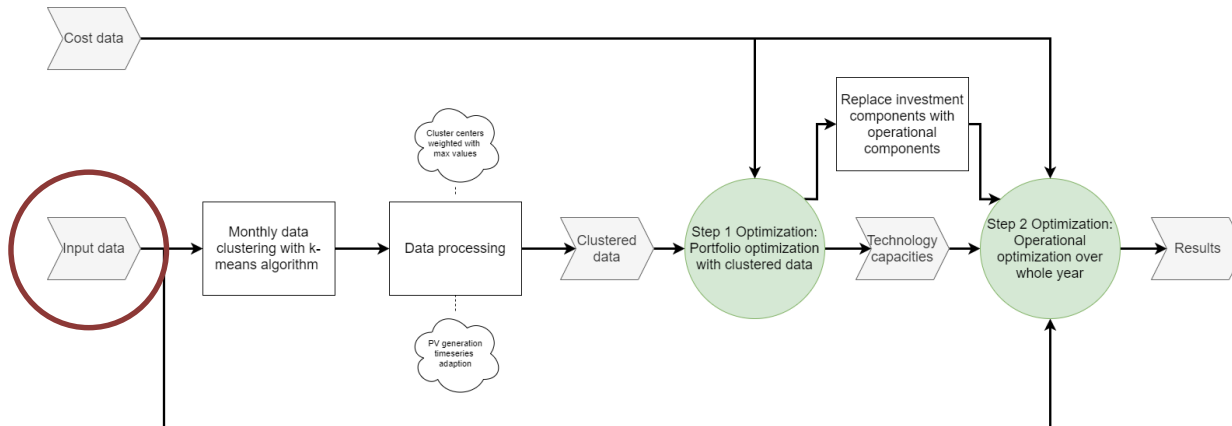 Cost data
Replace investment
components with
operational
components
Cluster centers
weighted with
max values
Input data
Monthly data
clustering with k-
means algorithm
Data processing
Clustered
data
Step 1 Optimization:
Portfolio optimization
with clustered data
Technology
capacities
Step 2 Optimization:
Operational
optimization over
whole year
Results
PV generation
timeseries
adaption